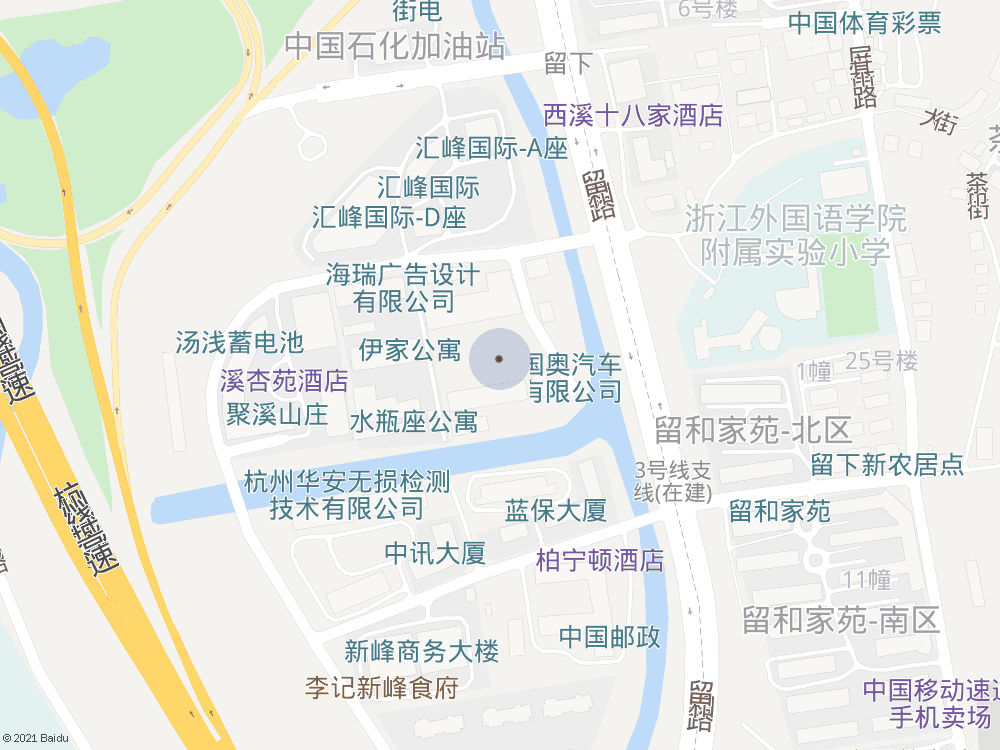 街电
6号楼
中国体育彩票
中国石化加油站
留下
西溪十八家酒店
大街
汇峰国际-A座
汇峰国际
留和路
茶市街
汇峰国际-D座
浙江外国语学院
附属实验小学
海瑞广告设计
有限公司
汤浅蓄电池
伊家公寓
国奥汽车
有限公司
25号楼
1幢
溪杏苑酒店
聚溪山庄
水瓶座公寓
留和家苑-北区
3号线支
线(在建)
留下新农居点
杭州华安无损检测
技术有限公司
蓝保大厦
留和家苑
杭绕高速
中讯大厦
柏宁顿酒店
11幢
留和家苑-南区
中国邮政
新峰商务大楼
李记新峰食府
留和路
中国移动速达
手机卖场
© 2021 Baidu